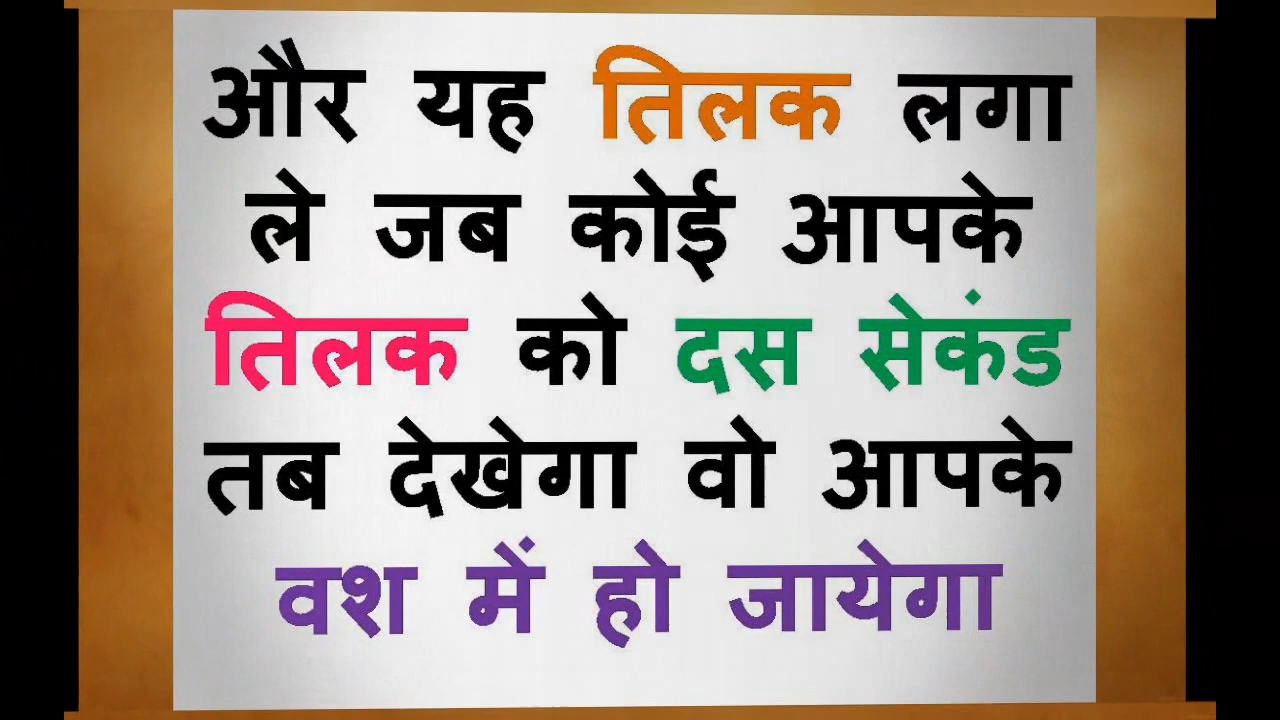 और यह तिलक लगा
ले जब कोई आपके
तिलक को दस सेकंड
तब देखेगा वो आपके
वश में हो जायेगा